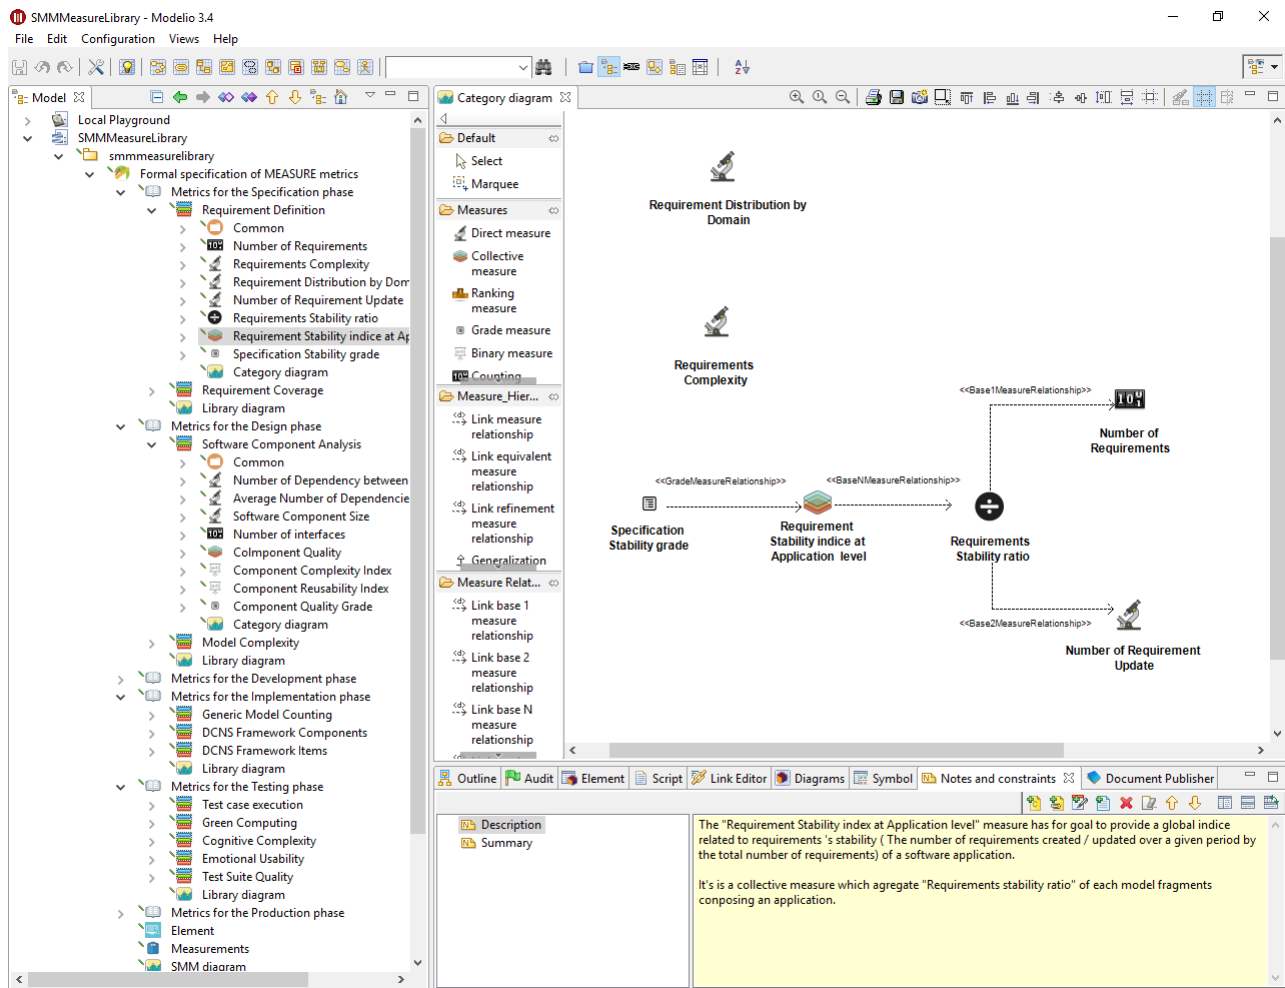 SMMMeasureLibrary - Modelio 3.4
File Edit Configuration Views Help
Model
Local Playground
SMMMeasureLibrary
smmmeasurelibrary
Formal specification of MEASURE metrics
Metrics for the Specification phase
Requirement Definition
Common
Number of Requirements
Requirements Complexity
Requirement Distribution by Dom
Number of Requirement Update
Requirements Stability ratio
Requirement Stability indice at Ap
Specification Stability grade
Category diagram
Requirement Coverage
Library diagram
Metrics for the Design phase
Software Component Analysis
Common
Number of Dependency between
Average Number of Dependencie
Software Component Size
Number of interfaces
Colmponent Quality
Component Complexity Index
Component Reusability Index
Component Quality Grade
Category diagram
Model Complexity
Library diagram
Metrics for the Development phase
Metrics for the Implementation phase
Generic Model Counting
DCNS Framework Components
DCNS Framework Items
Library diagram
Metrics for the Testing phase
Test case execution
Green Computing
Cognitive Complexity
Emotional Usability
Test Suite Quality
Library diagram
Metrics for the Production phase
Element
Measurements
SMM diagram
Category diagram
Default
Select
Marquee
Measures
Direct measure
Collective
measure
Ranking
measure
Grade measure
Binary measure
Counting
Measure_Hier...
Link measure
relationship
Link equivalent
measure
relationship
Link refinement
measure
relationship
Generalization
Measure Relat...
Link base 1
measure
relationship
Link base 2
measure
relationship
Link base N
measure
relationship
Requirement Distribution by
Domain
Requirements
Complexity
<<Base1MeasureRelationship>>
Number of
Requirements
<<GradeMeasureRelationship>>
<<BaseNMeasureRelationship>>
Specification
Stability grade
Requirement
Stability indice at
Application level
Requirements
Stability ratio
<<Base2MeasureRelationship>>
Number of Requirement
Update
Outline Audit Element Script Link Editor Diagrams Symbol Notes and constraints Document Publisher
Description
Summary
The "Requirement Stability index at Application level" measure has for goal to provide a global indice
related to requirements 's stability ( The number of requirements created / updated over a given period by
the total number of requirements) of a software application.
It's is a collective measure which agregate "Requirements stability ratio" of each model fragments
conposing an application.